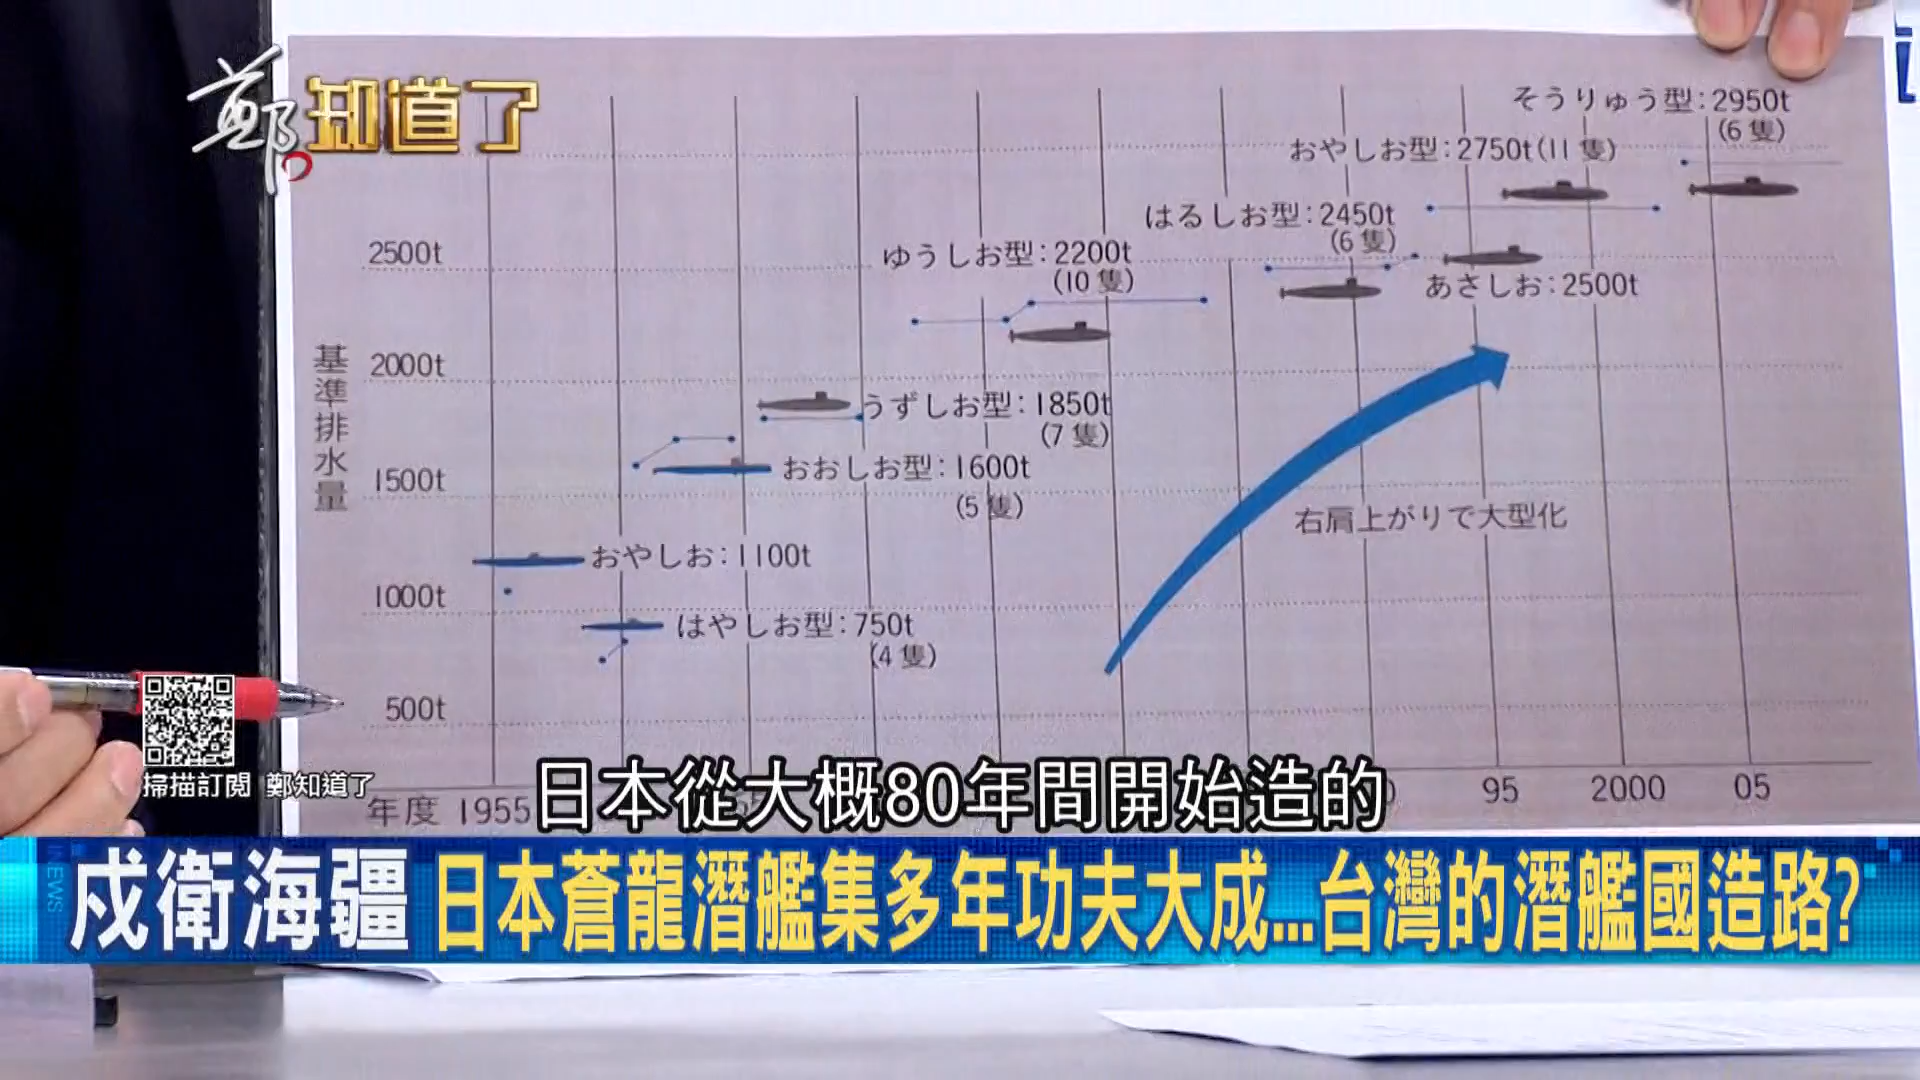 鄭知道了
そうりゅう型:2950t
(6隻)
おやしお型:2750t(11隻)
はるしお型:2450t
(6隻)
ゆうしお型:2200t
(10隻)
あさしお:2500t
うずしお型:1850t
(7隻)
おおしお型:1600t
(5隻)
おやしお:1100t
はやしお型:750t
(4隻)
右肩上がりで大型化
基準排水量
2500t
2000t
1500t
1000t
500t
年度 1955
95 2000 05
掃描訂閱 鄭知道了
日本從大概80年間開始造的
NEWS
戍衛海疆 日本蒼龍潛艦集多年功夫大成...台灣的潛艦國造路?